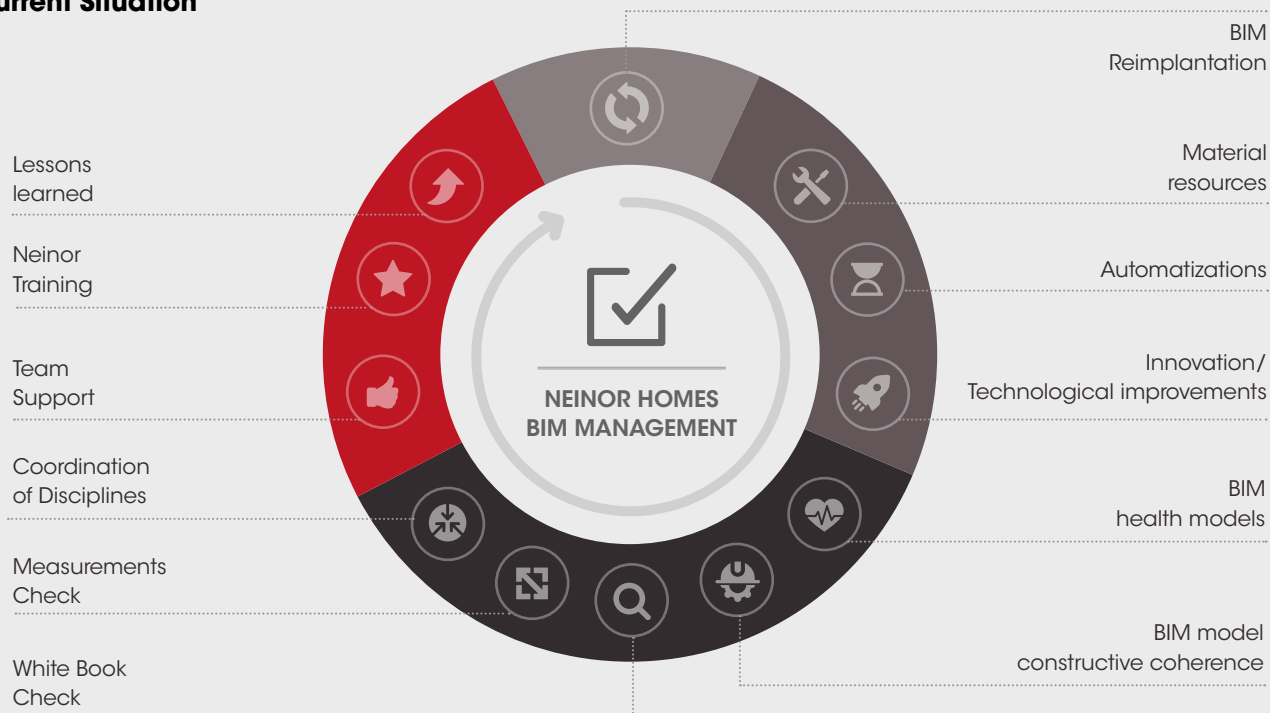 urrent Situation
BIM
Reimplantation
Material
resources
Automatizations
Innovation/
Technological improvements
BIM
health models
BIM model
constructive coherence
Lessons
learned
Neinor
Training
Team
Support
Coordination
of Disciplines
Measurements
Check
White Book
Check
NEINOR HOMES
BIM MANAGEMENT